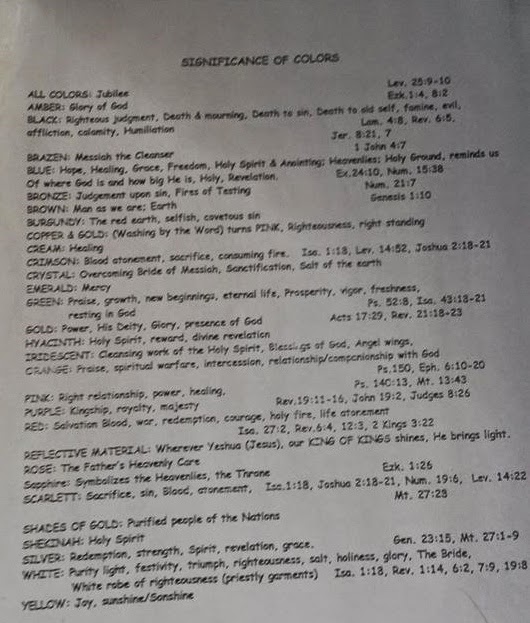 SIGNIFICANCE OF COLORS
Lev. 25:9-10
ALL COLORS: Jubilee
Ezk.1:4, 8:2
AMBER: Glory of God
BLACK: Righteous judgment, Death & mourning, Death to sin, Death to old self, famine, evil,
affliction, calamity, Humiliation Lam. 4:8, Rev. 6:5,
Jer. 8:21, 7
1 John 4:7
BRAZEN: Messiah the Cleanser
BLUE: Hope, Healing, Grace, Freedom, Holy Spirit & Anointing; Heavenlies; Holy Ground, reminds us
Of where God is and how big He is, Holy, Revelation. Ex.24:10, Num. 15:38
BRONZE: Judgement upon sin, Fires of Testing Num. 21:7
BROWN: Man as we are; Earth Genesis 1:10
BURGUNDY: The red earth, selfish, covetous sin
COPPER & GOLD: (Washing by the Word) turns PINK, Righteousness, right standing
CREAM: Healing
CRIMSON: Blood atonement, sacrifice, consuming fire. Isa. 1:18, Lev. 14:52, Joshua 2:18-21
CRYSTAL: Overcoming Bride of Messiah, Sanctification, Salt of the earth
EMERALD: Mercy
GREEN: Praise, growth, new beginnings, eternal life, Prosperity, vigor, freshness,
resting in God Ps. 52:8, Isa. 43:18-21
GOLD: Power, His Deity, Glory, presence of God Acts 17:29, Rev. 21:18-23
HYACINTH: Holy Spirit, reward, divine revelation
IRIDESCENT: Cleansing work of the Holy Spirit, Blessings of God, Angel wings,
ORANGE: Praise, spiritual warfare, intercession, relationship/companionship with God
Ps.150, Eph. 6:10-20
PINK: Right relationship, power, healing, Ps. 140:13, Mt. 13:43
PURPLE: Kingship, royalty, majesty Rev.19:11-16, John 19:2, Judges 8:26
RED: Salvation Blood, war, redemption, courage, holy fire, life atonement
Isa. 27:2, Rev.6:4, 12:3, 2 Kings 3:22
REFLECTIVE MATERIAL: Wherever Yeshua (Jesus), our KING OF KINGS shines, He brings light.
ROSE: The Father's Heavenly Care
Sapphire: Symbolizes the Heavenlies, the Throne Ezk. 1:26
SCARLETT: Sacrifice, sin, Blood, atonement, Isa.1:18, Joshua 2:18-21, Num. 19:6, Lev. 14:22
Mt. 27:28
SHADES OF GOLD: Purified people of the Nations
SHEKINAH: Holy Spirit
SILVER: Redemption, strength, Spirit, revelation, grace. Gen. 23:15, Mt. 27:1-9
WHITE: Purity light, festivity, triumph, righteousness, salt, holiness, glory, The Bride,
White robe of righteousness (priestly garments) Isa. 1:18, Rev. 1:14, 6:2, 7:9, 19:8
YELLOW: Joy, sunshine/Sonshine